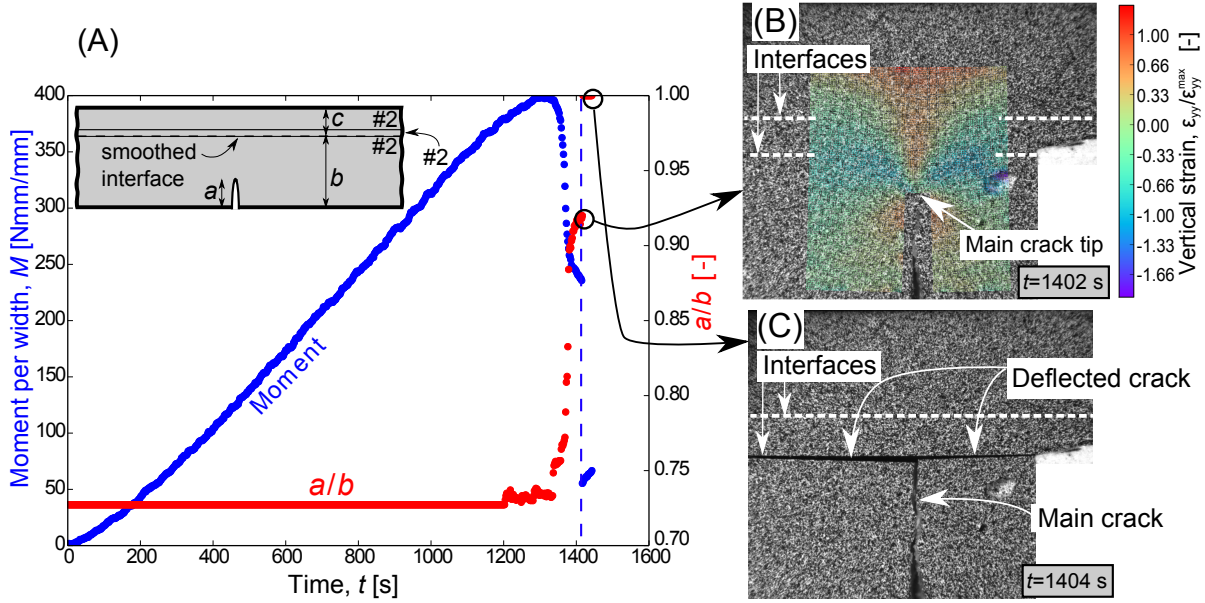 (A)
Moment per width, M [Nmm/mm]
400
350
300
250
200
150
100
50
0
0
200
400
600
800
1000
1200
1400
1600
Time, t [s]
1.00
0.95
0.90
0.85
0.80
0.75
0.70
a/b [-]
c
#2
#2
#2
smoothed
interface
a
b
Moment
a/b
(B)
Interfaces
Main crack tip
t=1402 s
1.00
0.66
0.33
0.00
-0.33
-0.66
-1.00
-1.33
-1.66
Vertical strain, εyy/εyy^max [-]
(C)
Interfaces
Deflected crack
Main crack
t=1404 s